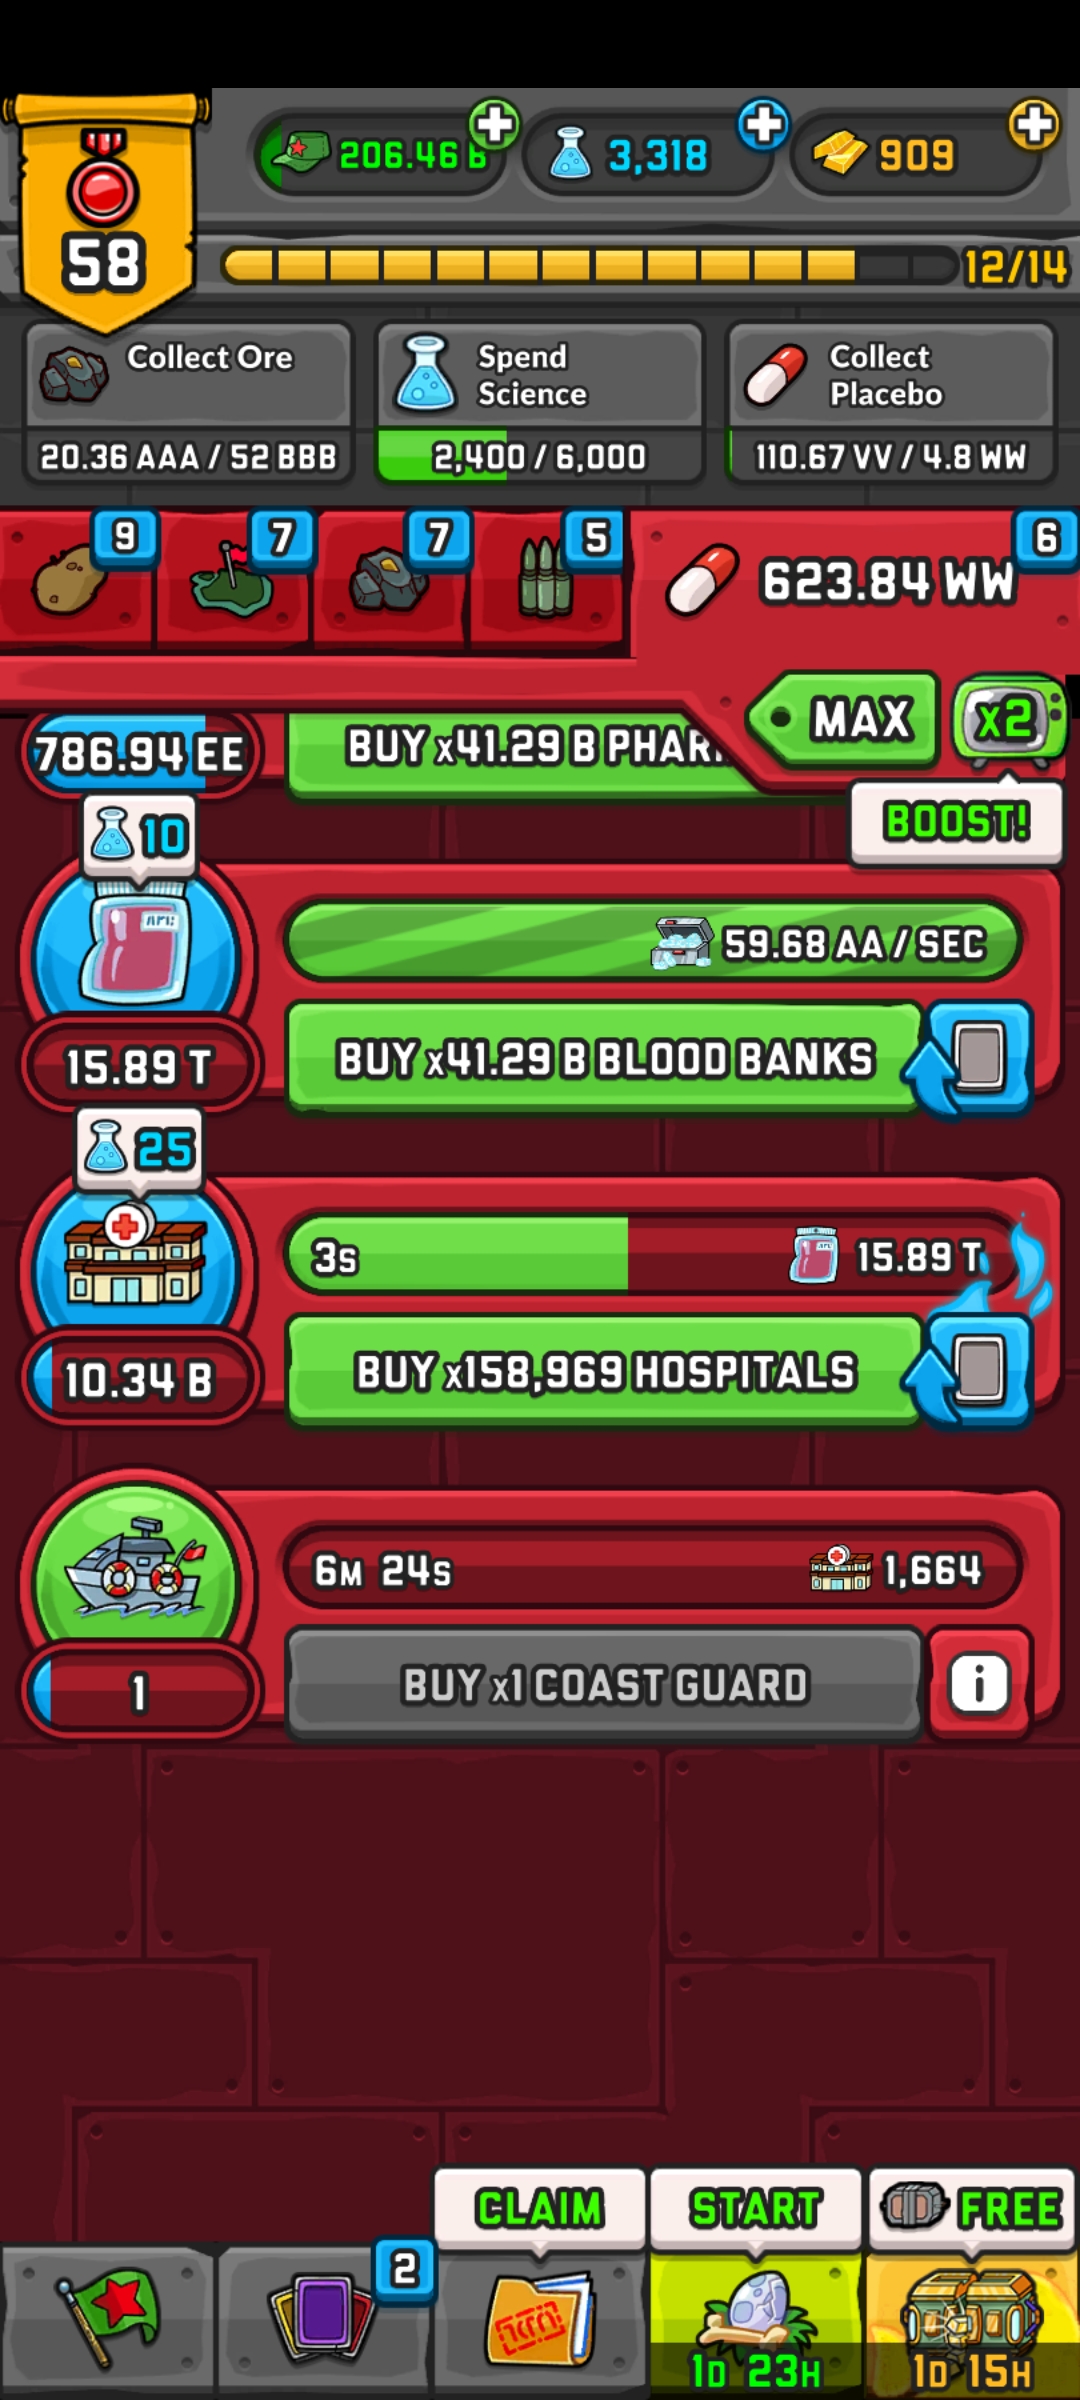 58
206.46 B
3,318
909
12/14
Collect Ore
20.36 AAA / 52 BBB
Spend
Science
2,400 / 6,000
Collect
Placebo
110.67 VV / 4.8 WW
9
7
7
5
6
623.84 WW
MAX
x2
BOOST!
786.94 EE
BUY x41.29 B PHAR
10
59.68 AA / SEC
15.89 T
BUY x41.29 B BLOOD BANKS
25
3s
15.89 T
10.34 B
BUY x158,969 HOSPITALS
6M 24s
1,664
1
BUY x1 COAST GUARD
i
CLAIM
START
FREE
2
1D 23H
1D 15H